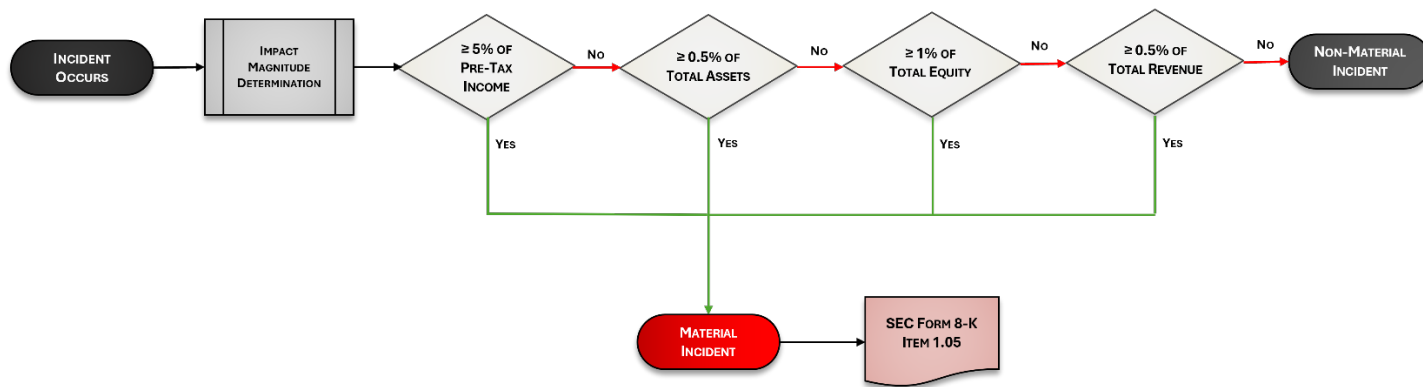 INCIDENT
OCCURS
IMPACT
MAGNITUDE
DETERMINATION
≥ 5% OF
PRE-TAX
INCOME
NO
≥ 0.5% OF
TOTAL ASSETS
NO
≥ 1% OF
TOTAL EQUITY
NO
≥ 0.5% OF
TOTAL REVENUE
NO
NON-MATERIAL
INCIDENT
YES
YES
YES
YES
MATERIAL
INCIDENT
SEC FORM 8-K
ITEM 1.05